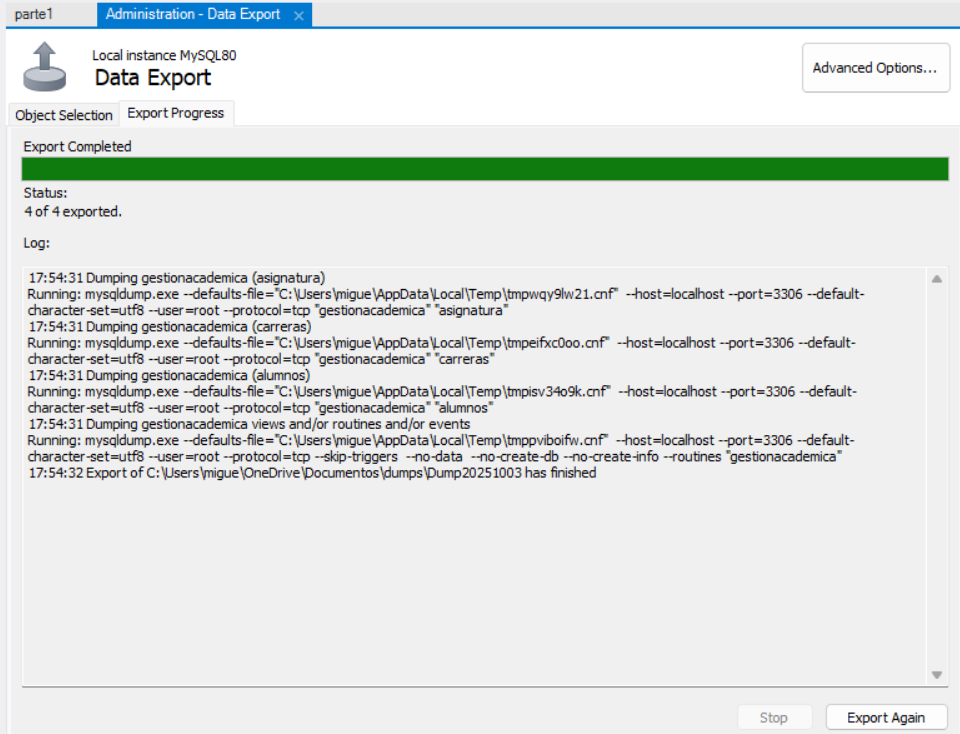 parte1
Administration - Data Export
Local instance MySQL80
Data Export
Advanced Options...
Object Selection
Export Progress
Export Completed
Status:
4 of 4 exported.
Log:
17:54:31 Dumping gestionacademica (asignatura)
Running: mysqldump.exe --defaults-file="C:\Users\migue\AppData\Local\Temp\tmpwqy9lw21.cnf"  --host=localhost --port=3306 --default-
character-set=utf8 --user=root --protocol=tcp "gestionacademica" "asignatura"
17:54:31 Dumping gestionacademica (carreras)
Running: mysqldump.exe --defaults-file="C:\Users\migue\AppData\Local\Temp\tmpeifxc0oo.cnf"  --host=localhost --port=3306 --default-
character-set=utf8 --user=root --protocol=tcp "gestionacademica" "carreras"
17:54:31 Dumping gestionacademica (alumnos)
Running: mysqldump.exe --defaults-file="C:\Users\migue\AppData\Local\Temp\tmpisv34o9k.cnf"  --host=localhost --port=3306 --default-
character-set=utf8 --user=root --protocol=tcp "gestionacademica" "alumnos"
17:54:31 Dumping gestionacademica views and/or routines and/or events
Running: mysqldump.exe --defaults-file="C:\Users\migue\AppData\Local\Temp\tmppviboifw.cnf"  --host=localhost --port=3306 --default-
character-set=utf8 --user=root --protocol=tcp --skip-triggers  --no-data  --no-create-db --no-create-info --routines "gestionacademica"
17:54:32 Export of C:\Users\migue\OneDrive\Documentos\dumps\Dump20251003 has finished
Stop
Export Again